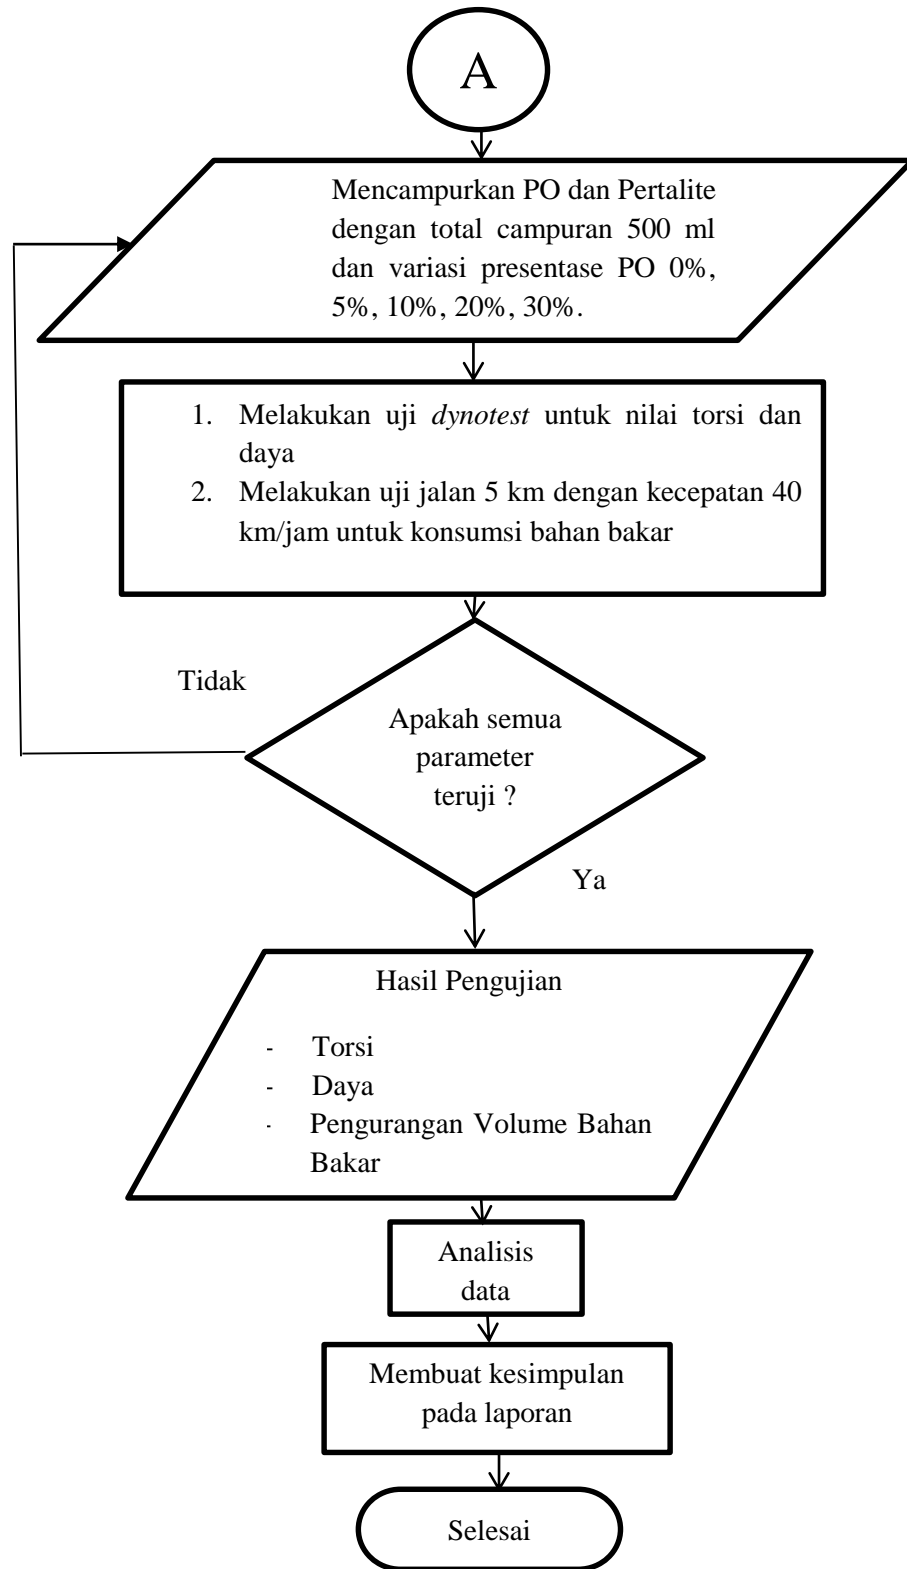 A
Mencampurkan PO dan Pertalite
dengan total campuran 500 ml
dan variasi presentase PO 0%,
5%, 10%, 20%, 30%.
1. Melakukan uji dynotest untuk nilai torsi dan
daya
2. Melakukan uji jalan 5 km dengan kecepatan 40
km/jam untuk konsumsi bahan bakar
Tidak
Apakah semua
parameter
teruji ?
Ya
Hasil Pengujian
- Torsi
- Daya
- Pengurangan Volume Bahan
Bakar
Analisis
data
Membuat kesimpulan
pada laporan
Selesai